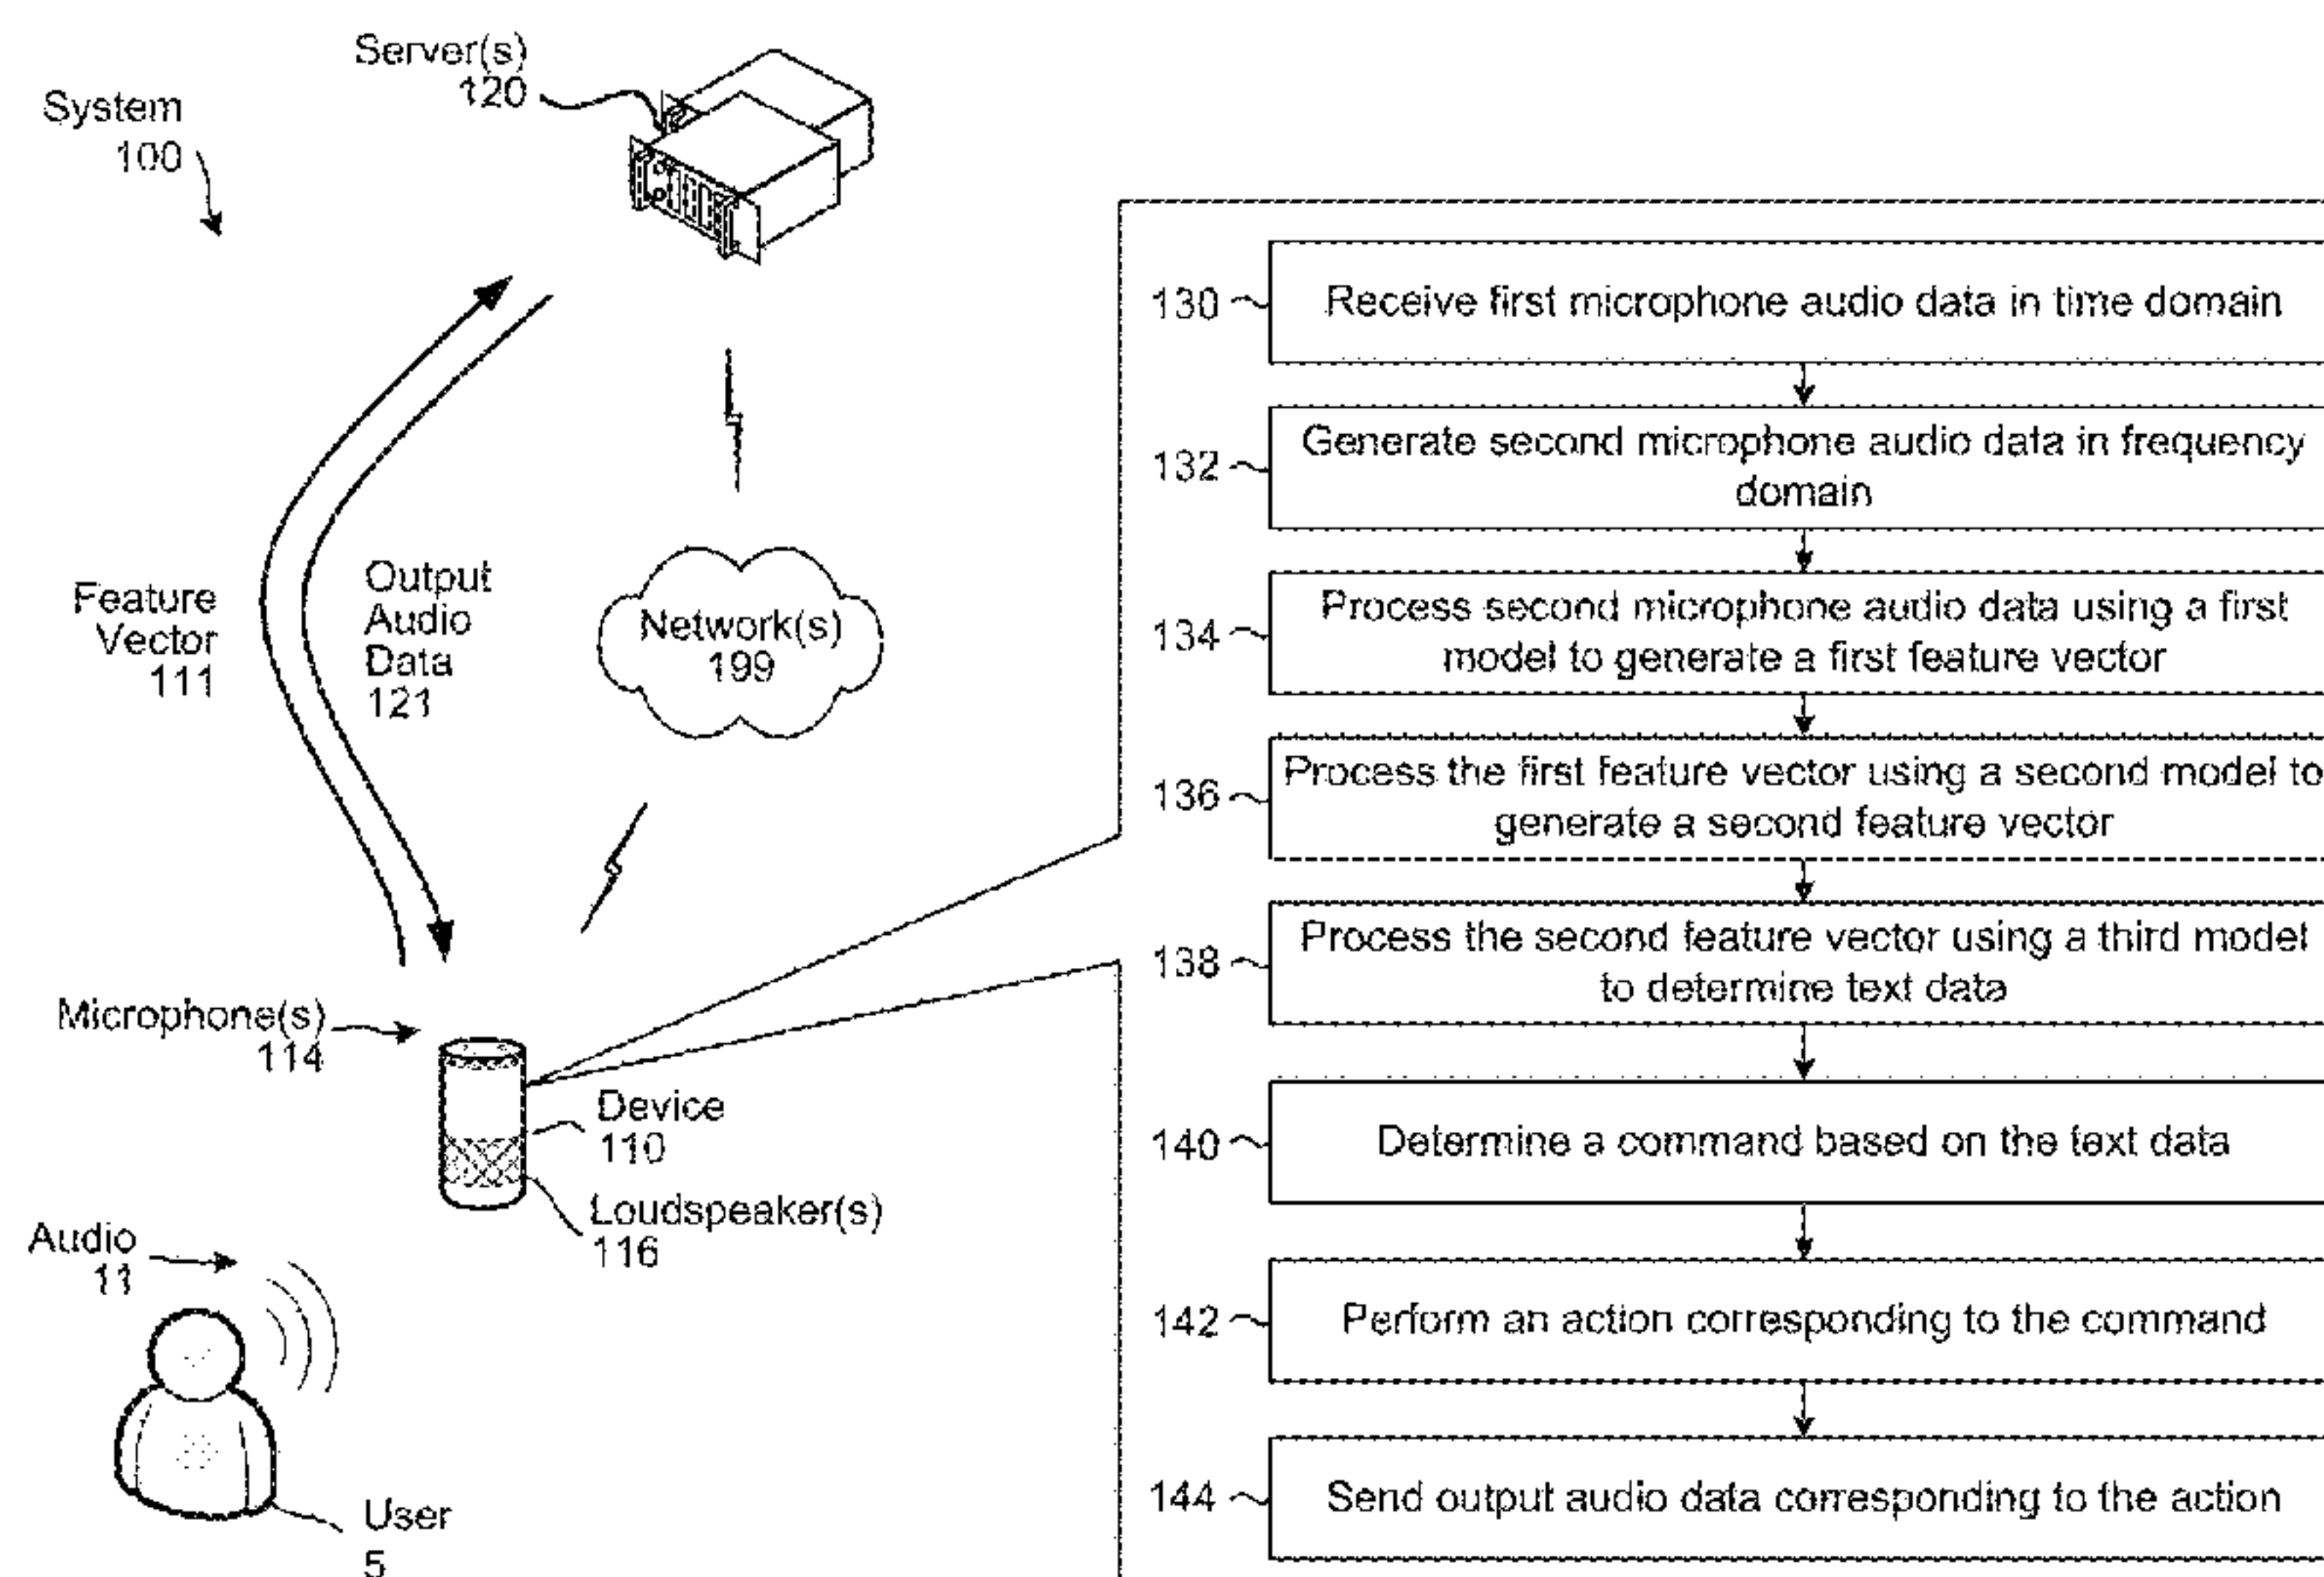 Server(s)
120
System
100
Feature
Vector
111
Output
Audio
Data
121
Network(s)
199
Microphone(s)
114
Device
110
Loudspeaker(s)
116
Audio
11
User
5
130
Receive first microphone audio data in time domain
132
Generate second microphone audio data in frequency
domain
134
Process second microphone audio data using a first
model to generate a first feature vector
136
Process the first feature vector using a second model to
generate a second feature vector
138
Process the second feature vector using a third model
to determine text data
140
Determine a command based on the text data
142
Perform an action corresponding to the command
144
Send output audio data corresponding to the action